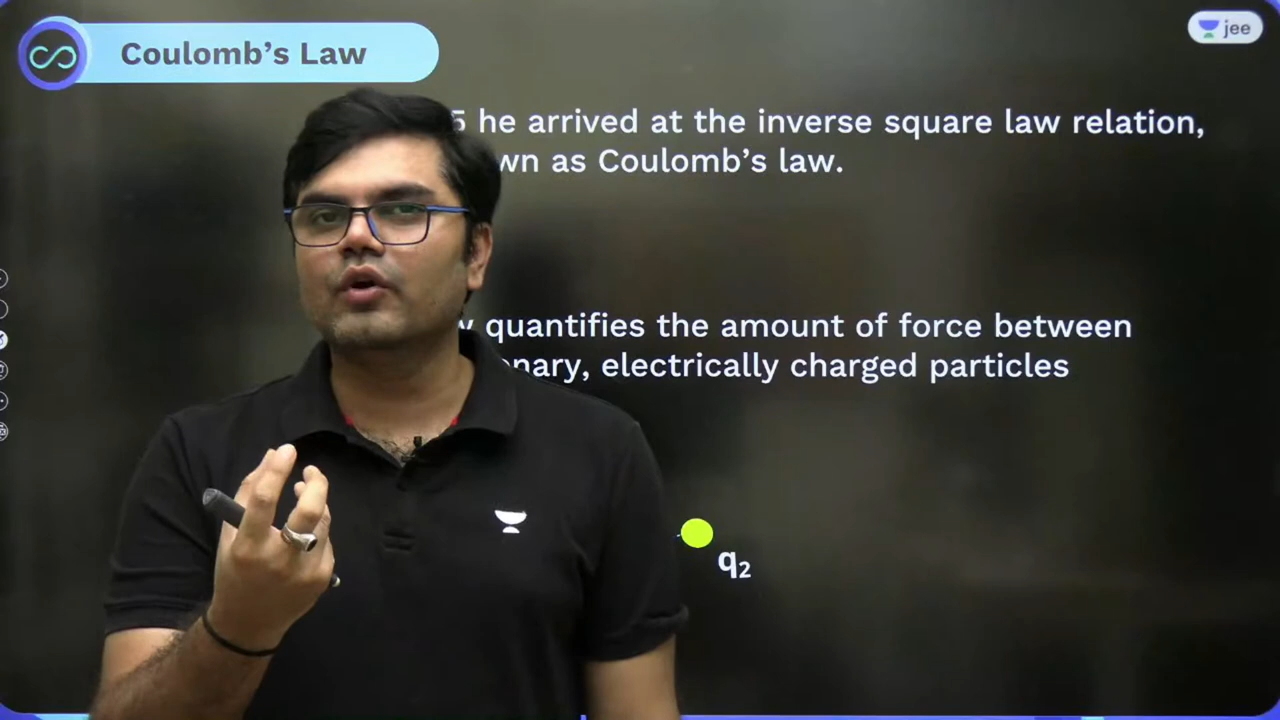 Coulomb’s Law
jee
5 he arrived at the inverse square law relation,
wn as Coulomb’s law.
quantifies the amount of force between
onary, electrically charged particles
q₂